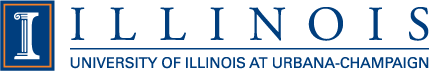 I
ILLINOIS
UNIVERSITY OF ILLINOIS AT URBANA-CHAMPAIGN